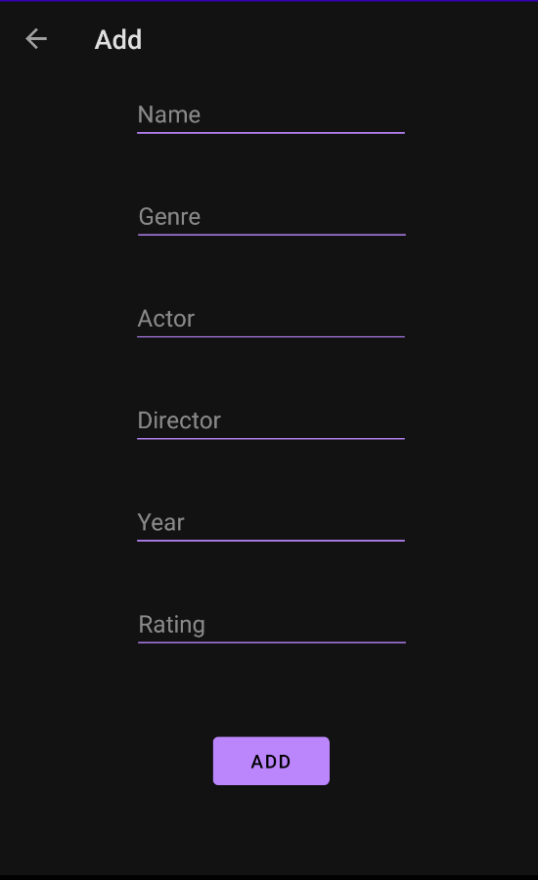 Add
Name
Genre
Actor
Director
Year
Rating
ADD